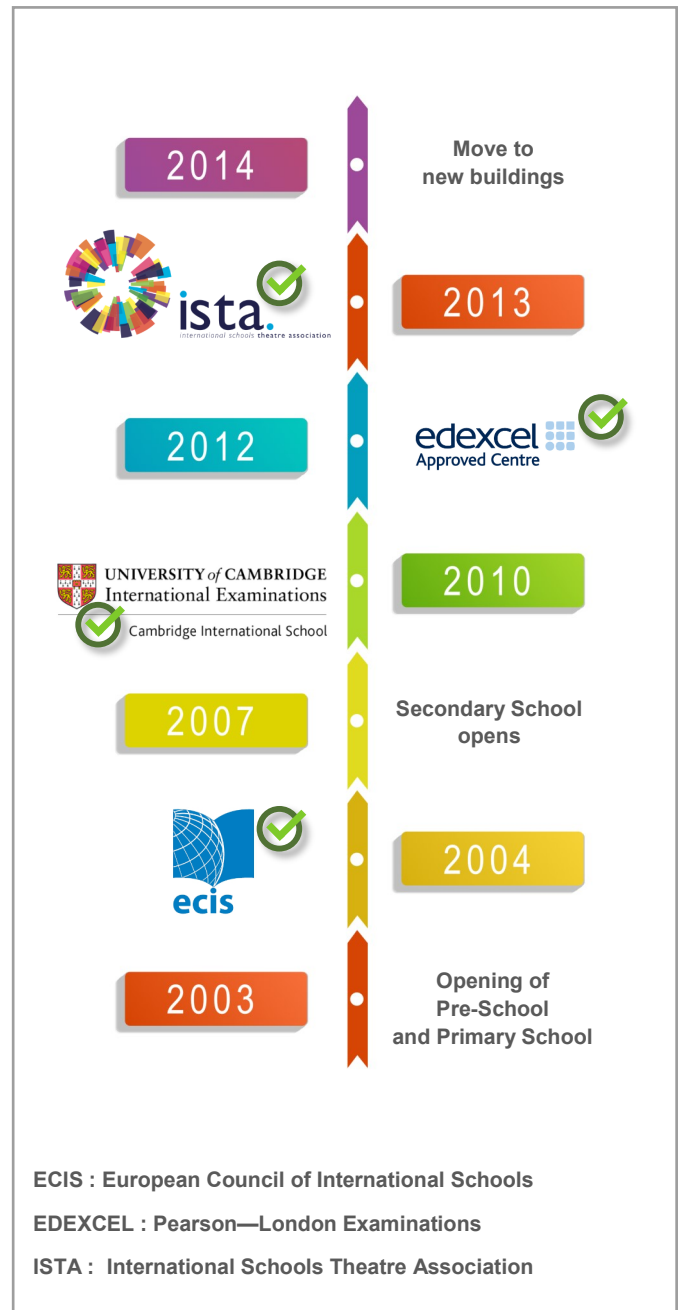 2014
Move to
new buildings
ista.
international schools theatre association
2013
2012
edexcel
Approved Centre
UNIVERSITY of CAMBRIDGE
International Examinations
Cambridge International School
2010
2007
Secondary School
opens
ecis
2004
2003
Opening of
Pre-School
and Primary School
ECIS : European Council of International Schools
EDEXCEL : Pearson—London Examinations
ISTA :  International Schools Theatre Association